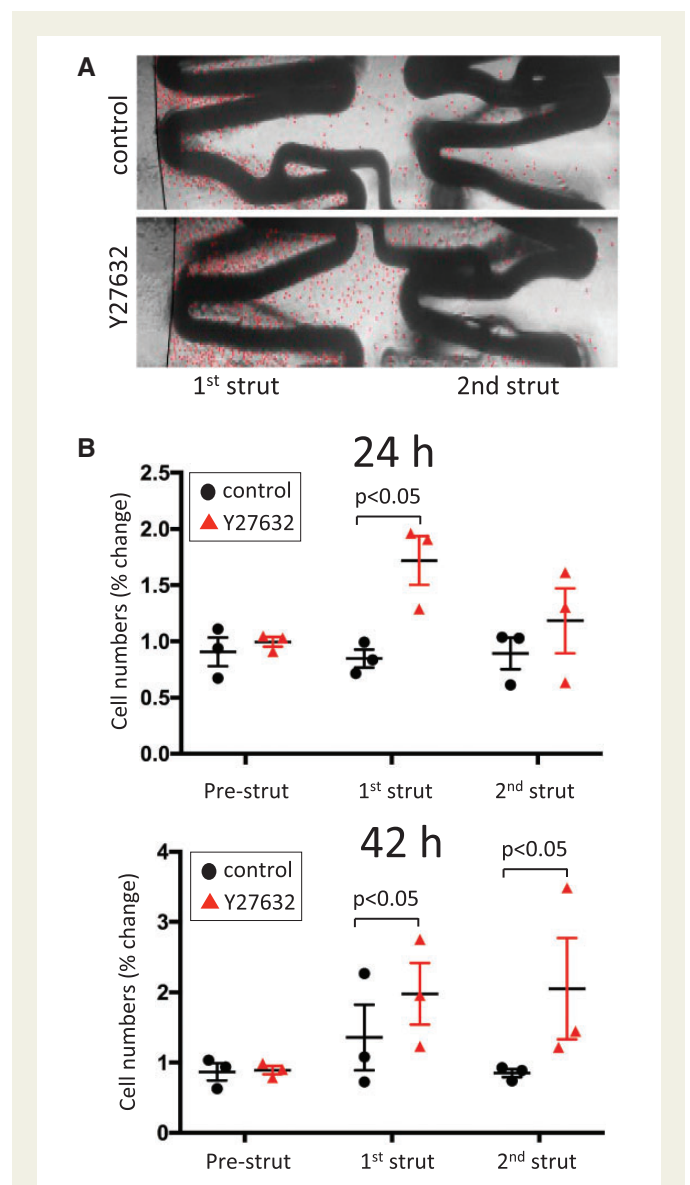 A
control
Y27632
1st strut 2nd strut
B
24 h
Cell numbers (% change)
2.5
2.0
1.5
1.0
0.5
0.0
control
Y27632
p<0.05
Pre-strut 1st strut 2nd strut
42 h
Cell numbers (% change)
4
3
2
1
0
control
Y27632
p<0.05
p<0.05
Pre-strut 1st strut 2nd strut